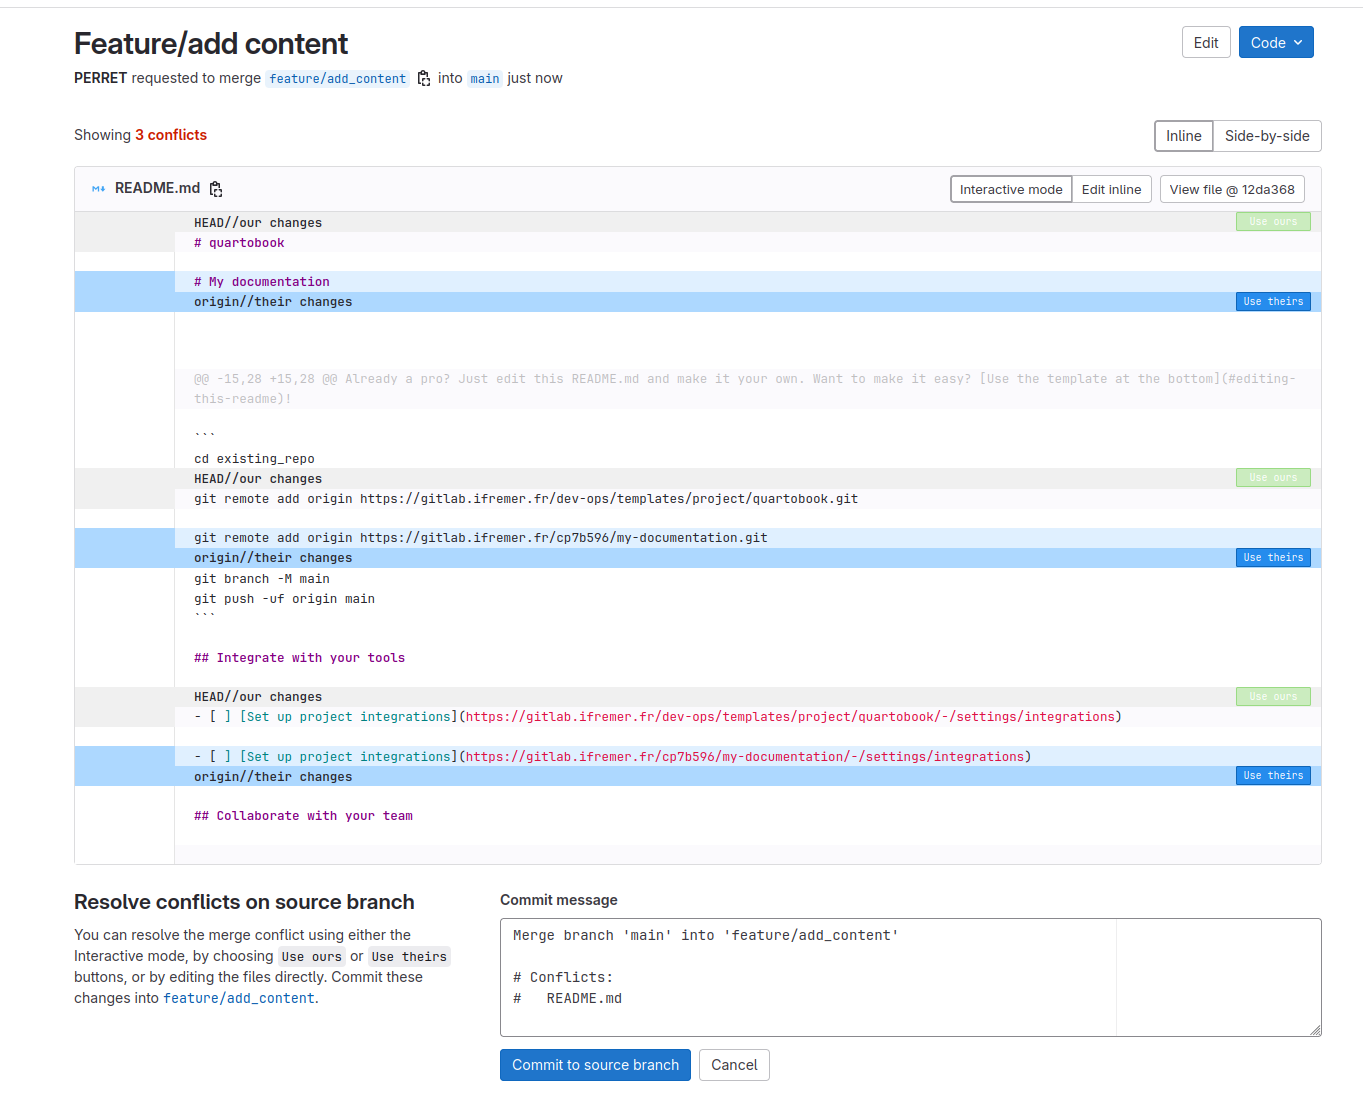 Feature/add content
Edit
Code
PERRET requested to merge feature/add_content into main just now
Showing 3 conflicts
Inline
Side-by-side
README.md
Interactive mode
Edit inline
View file @ 12da368
HEAD//our changes
Use ours
# quartobook
# My documentation
origin//their changes
Use theirs
@@ -15,28 +15,28 @@ Already a pro? Just edit this README.md and make it your own. Want to make it easy? [Use the template at the bottom](#editing-
this-readme)!
```
cd existing_repo
HEAD//our changes
Use ours
git remote add origin https://gitlab.ifremer.fr/dev-ops/templates/project/quartobook.git
git remote add origin https://gitlab.ifremer.fr/cp7b596/my-documentation.git
origin//their changes
Use theirs
git branch -M main
git push -uf origin main
```
## Integrate with your tools
HEAD//our changes
Use ours
- [ ] [Set up project integrations](https://gitlab.ifremer.fr/dev-ops/templates/project/quartobook/-/settings/integrations)
- [ ] [Set up project integrations](https://gitlab.ifremer.fr/cp7b596/my-documentation/-/settings/integrations)
origin//their changes
Use theirs
## Collaborate with your team
Resolve conflicts on source branch
You can resolve the merge conflict using either the
Interactive mode, by choosing Use ours or Use theirs
buttons, or by editing the files directly. Commit these
changes into feature/add_content.
Commit message
Merge branch 'main' into 'feature/add_content'
# Conflicts:
#   README.md
Commit to source branch
Cancel